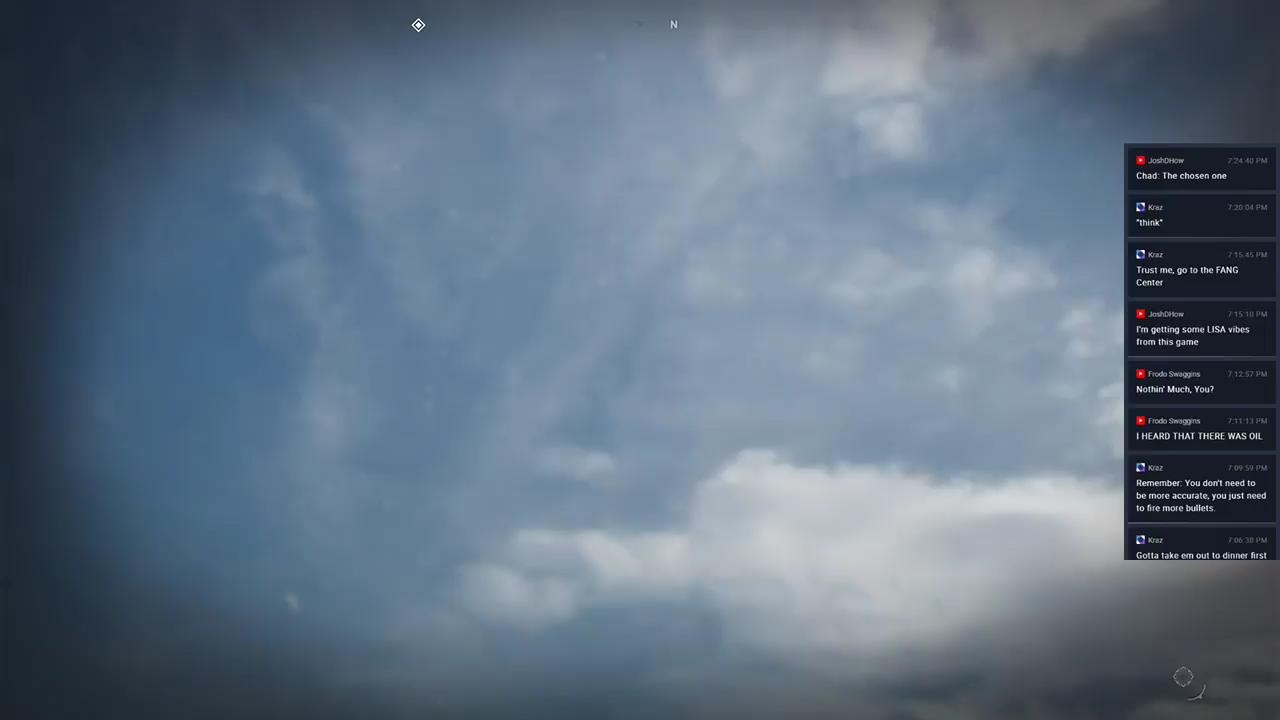 N
JoshDHow 7:24:40 PM
Chad: The chosen one
Kraz 7:20:04 PM
"think"
Kraz 7:15:45 PM
Trust me, go to the FANG
Center
JoshDHow 7:15:10 PM
I'm getting some LISA vibes
from this game
Frodo Swaggins 7:12:57 PM
Nothin' Much, You?
Frodo Swaggins 7:11:13 PM
I HEARD THAT THERE WAS OIL
Kraz 7:09:59 PM
Remember: You don't need to
be more accurate, you just need
to fire more bullets.
Kraz 7:06:38 PM
Gotta take em out to dinner first